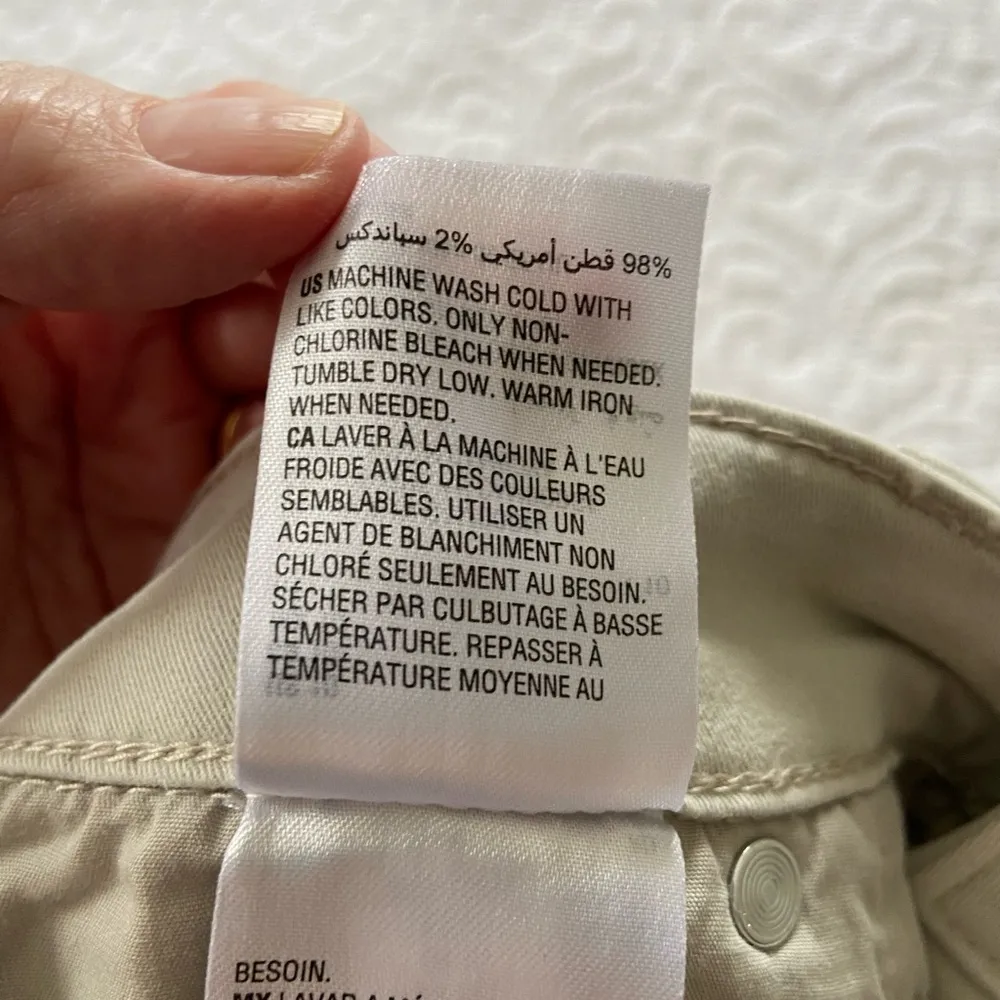 98% قطن أمريكي 2% سباندكس
US MACHINE WASH COLD WITH
LIKE COLORS. ONLY NON-
CHLORINE BLEACH WHEN NEEDED.
TUMBLE DRY LOW. WARM IRON
WHEN NEEDED.
CA LAVER À LA MACHINE À L'EAU
FROIDE AVEC DES COULEURS
SEMBLABLES. UTILISER UN
AGENT DE BLANCHIMENT NON
CHLORÉ SEULEMENT AU BESOIN.
SÉCHER PAR CULBUTAGE À BASSE
TEMPÉRATURE. REPASSER À
TEMPÉRATURE MOYENNE AU
BESOIN.